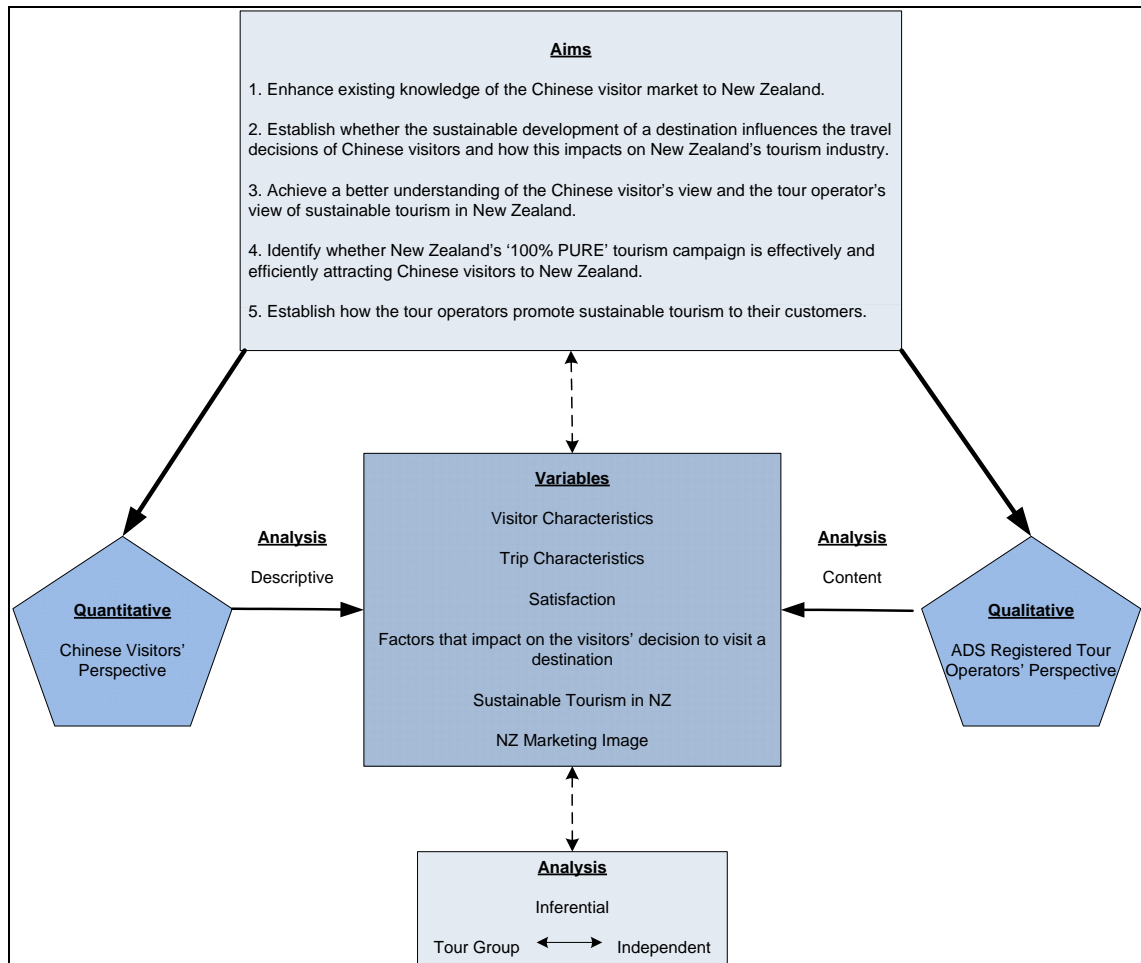 Aims
1. Enhance existing knowledge of the Chinese visitor market to New Zealand.
2. Establish whether the sustainable development of a destination influences the travel
decisions of Chinese visitors and how this impacts on New Zealand’s tourism industry.
3. Achieve a better understanding of the Chinese visitor’s view and the tour operator’s
view of sustainable tourism in New Zealand.
4. Identify whether New Zealand’s ‘100% PURE’ tourism campaign is effectively and
efficiently attracting Chinese visitors to New Zealand.
5. Establish how the tour operators promote sustainable tourism to their customers.
Quantitative
Chinese Visitors’
Perspective
Analysis
Descriptive
Variables
Visitor Characteristics
Trip Characteristics
Satisfaction
Factors that impact on the visitors’ decision to visit a
destination
Sustainable Tourism in NZ
NZ Marketing Image
Analysis
Content
Qualitative
ADS Registered Tour
Operators’ Perspective
Analysis
Inferential
Tour Group
Independent